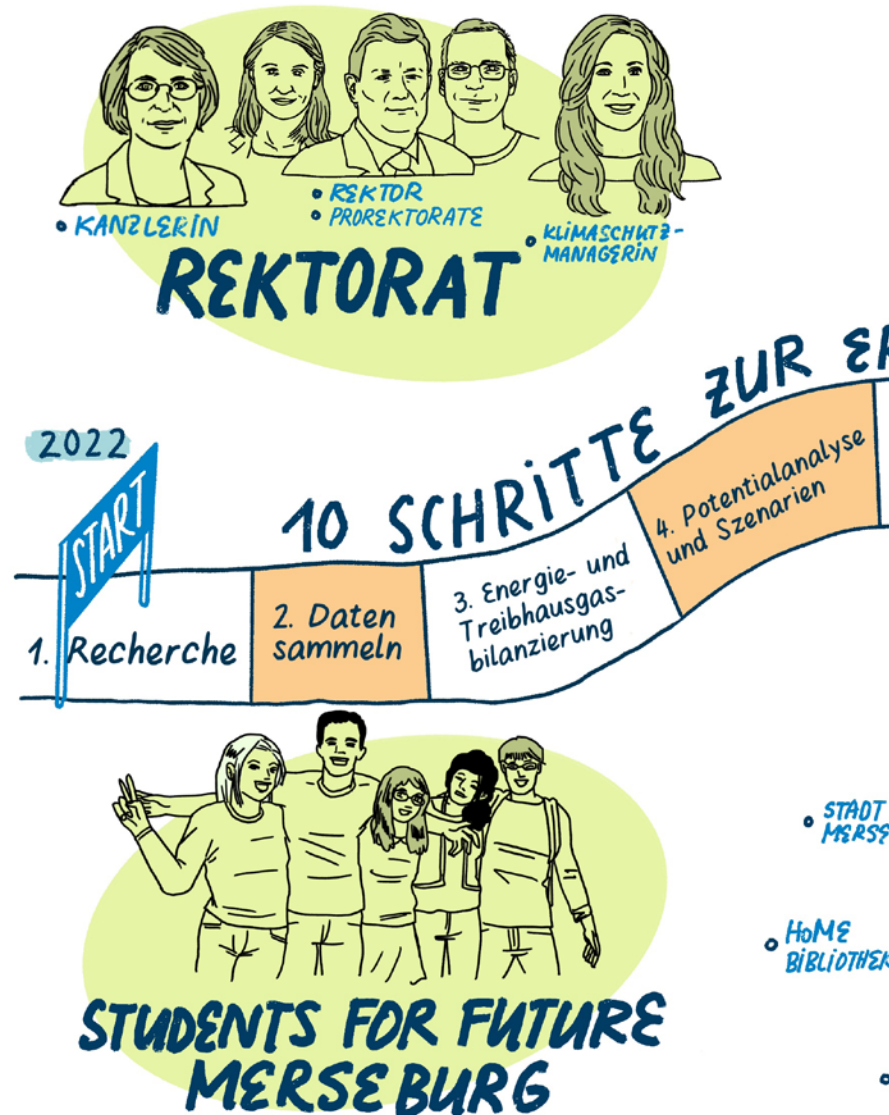 • KANZLERIN
• REKTOR
• PROREKTORATE
• KLIMASCHUTZ-
MANAGERIN
REKTORAT
2022
START
10 SCHRITTE ZUR
1. Recherche
2. Daten
sammeln
3. Energie- und
Treibhausgas-
bilanzierung
4. Potentialanalyse
und Szenarien
• STADT
• HoME
STUDENTS FOR FUTURE
MERSEBURG